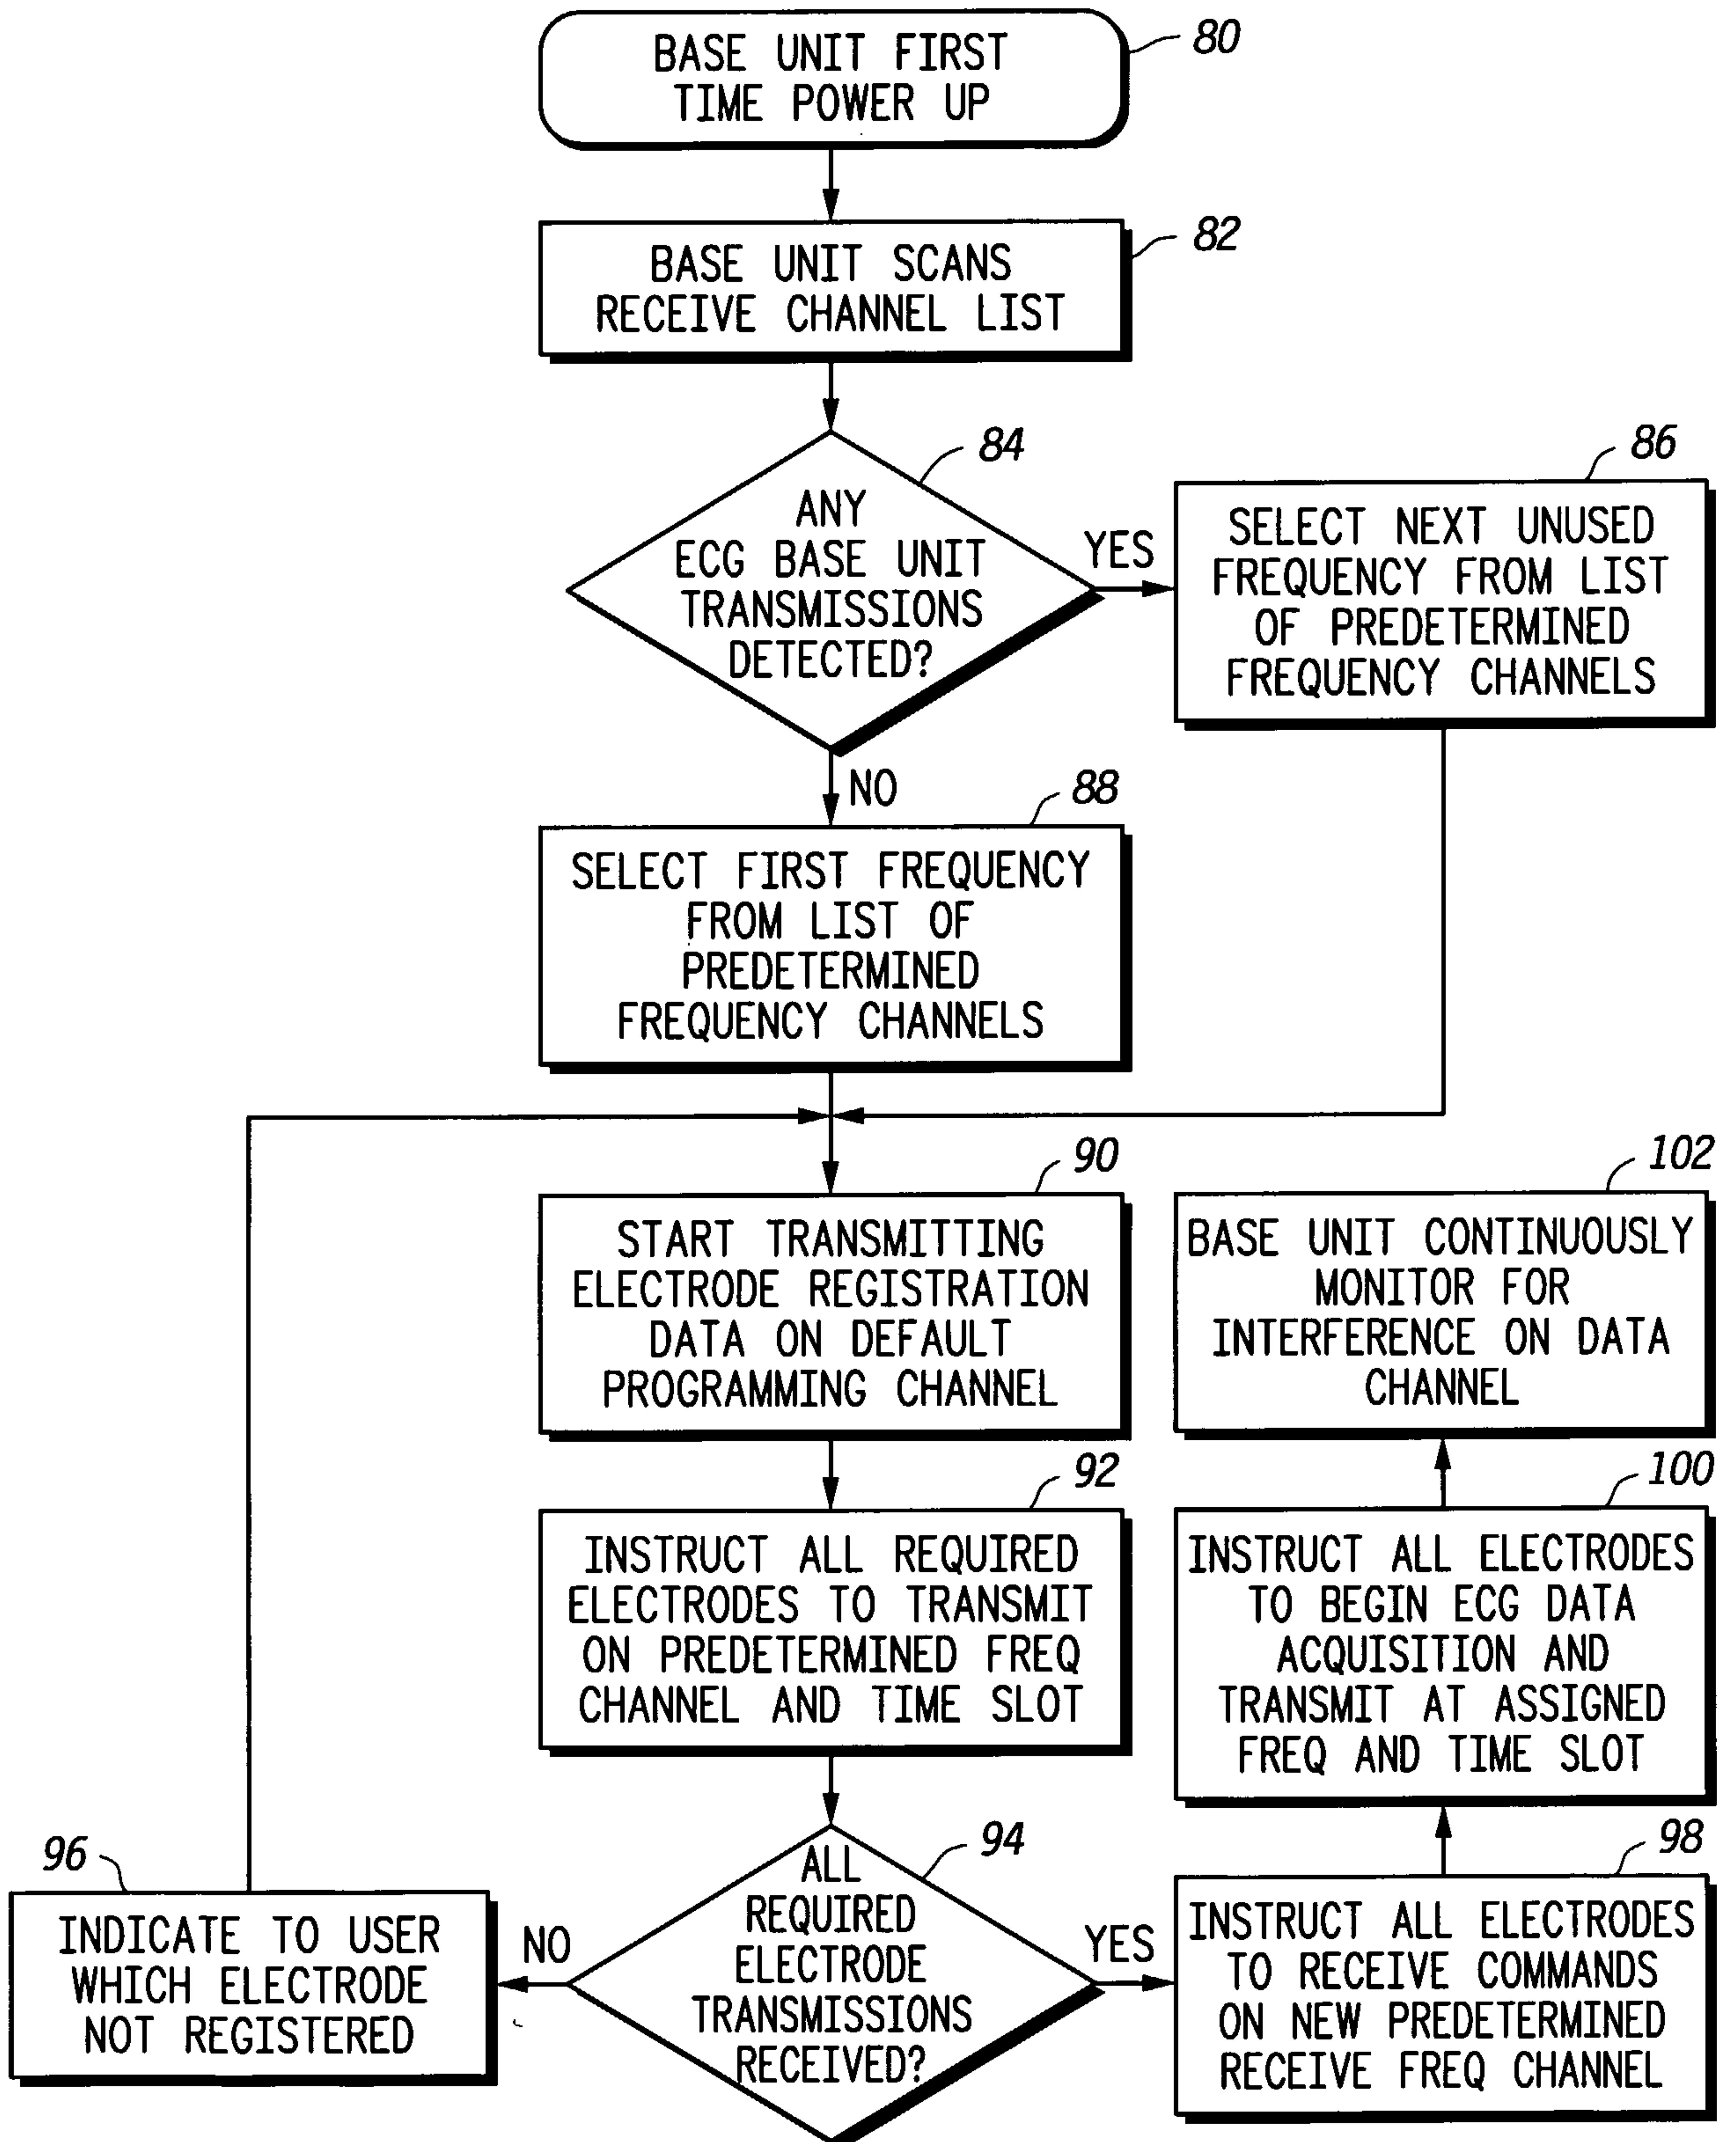 80
BASE UNIT FIRST
TIME POWER UP
82
BASE UNIT SCANS
RECEIVE CHANNEL LIST
84
ANY
ECG BASE UNIT
TRANSMISSIONS
DETECTED?
YES
86
SELECT NEXT UNUSED
FREQUENCY FROM LIST
OF PREDETERMINED
FREQUENCY CHANNELS
NO
88
SELECT FIRST FREQUENCY
FROM LIST OF
PREDETERMINED
FREQUENCY CHANNELS
90
START TRANSMITTING
ELECTRODE REGISTRATION
DATA ON DEFAULT
PROGRAMMING CHANNEL
92
INSTRUCT ALL REQUIRED
ELECTRODES TO TRANSMIT
ON PREDETERMINED FREQ
CHANNEL AND TIME SLOT
94
ALL
REQUIRED
ELECTRODE
TRANSMISSIONS
RECEIVED?
NO
96
INDICATE TO USER
WHICH ELECTRODE
NOT REGISTERED
YES
98
INSTRUCT ALL ELECTRODES
TO RECEIVE COMMANDS
ON NEW PREDETERMINED
RECEIVE FREQ CHANNEL
100
INSTRUCT ALL ELECTRODES
TO BEGIN ECG DATA
ACQUISITION AND
TRANSMIT AT ASSIGNED
FREQ AND TIME SLOT
102
BASE UNIT CONTINUOUSLY
MONITOR FOR
INTERFERENCE ON DATA
CHANNEL